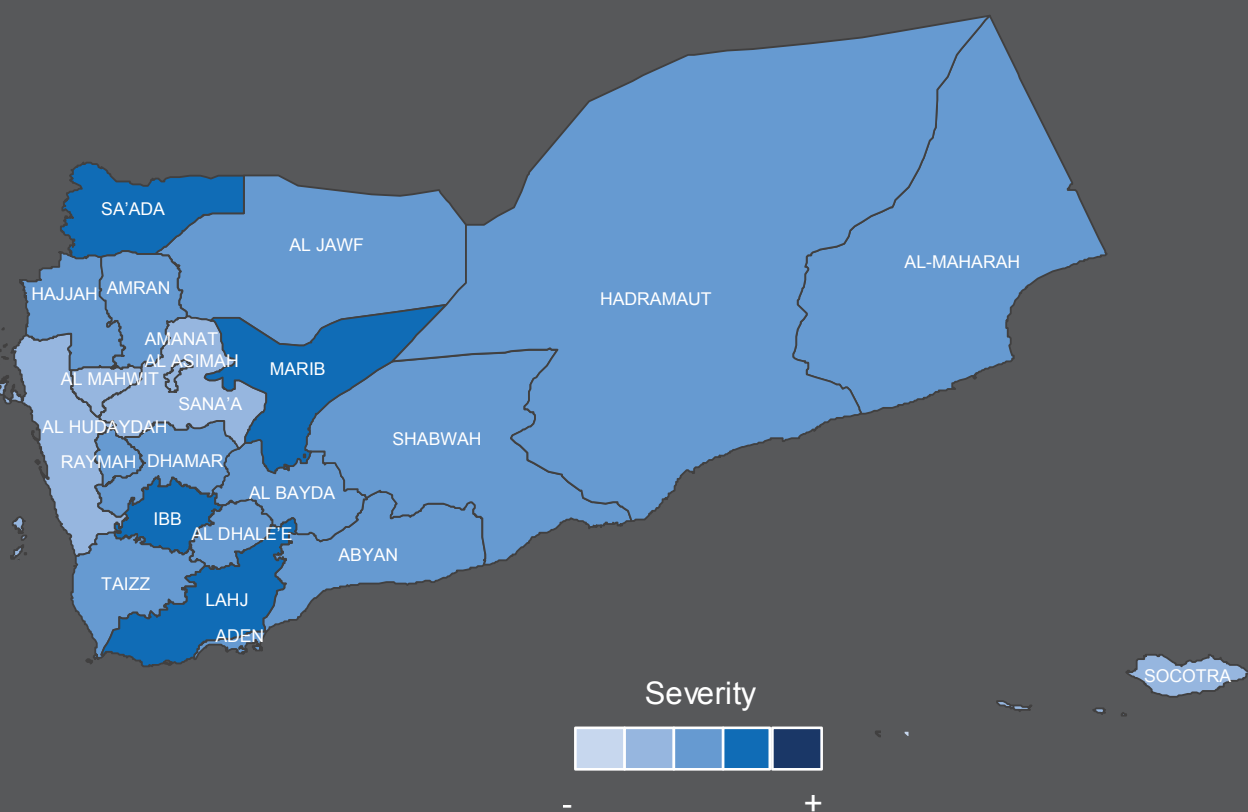 SA’ADA
AL JAWF
AL-MAHARAH
HAJJAH
AMRAN
HADRAMAUT
AMANAT
AL ASIMAH
MARIB
AL MAHWIT
SANA’A
AL HUDAYDAH
SHABWAH
RAYMAH
DHAMAR
AL BAYDA
IBB
AL DHALE’E
ABYAN
TAIZZ
LAHJ
ADEN
SOCOTRA
Severity
- +